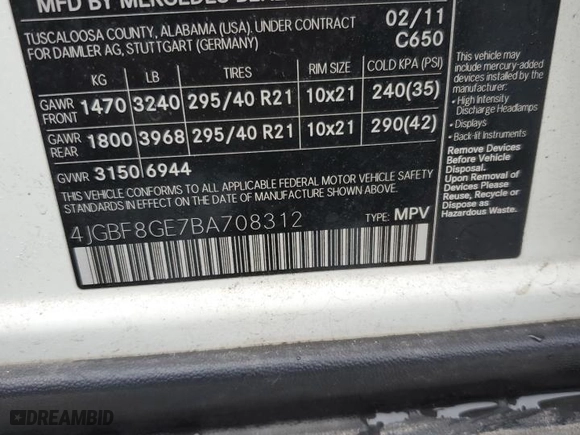 MFD BY MERCEDES-BENZ
TUSCALOOSA COUNTY, ALABAMA (USA). UNDER CONTRACT
FOR DAIMLER AG, STUTTGART (GERMANY)
02/11
C650
KG LB TIRES RIM SIZE COLD KPA (PSI)
GAWR FRONT 1470 3240 295/40 R21 10x21 240(35)
GAWR REAR 1800 3968 295/40 R21 10x21 290(42)
GVWR 3150 6944
THIS VEHICLE CONFORMS TO ALL APPLICABLE FEDERAL MOTOR VEHICLE SAFETY
STANDARDS IN EFFECT ON THE DATE OF MANUFACTURE SHOWN ABOVE.
4JGBF8GE7BA708312
TYPE: MPV
This vehicle may
include mercury-added
devices installed by the
manufacturer:
• High Intensity
Discharge Headlamps
• Displays
• Back-lit Instruments
Remove Devices
Before Vehicle
Disposal.
Upon Removal of
Devices Please
Reuse, Recycle or
Dispose as
Hazardous Waste.
DREAMBID